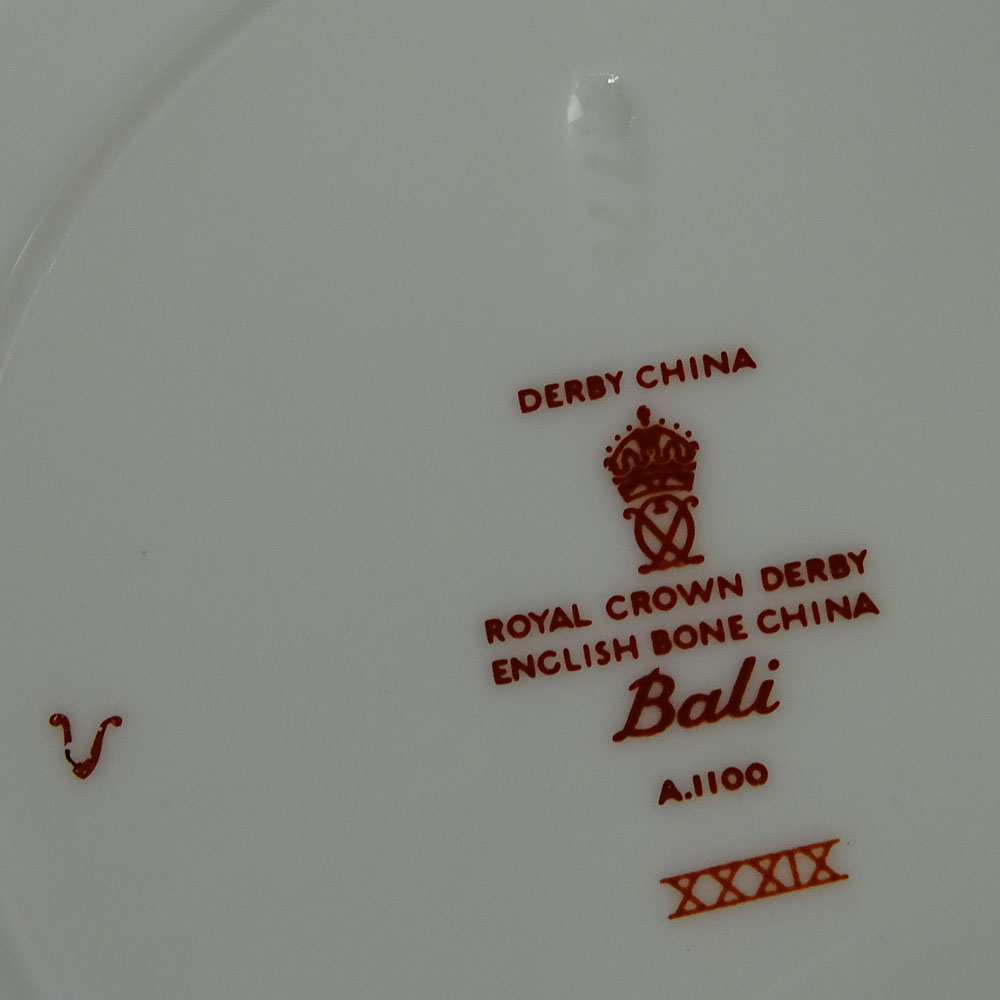 DERBY CHINA
ROYAL CROWN DERBY
ENGLISH BONE CHINA
Bali
A.1100
XXXIX
V